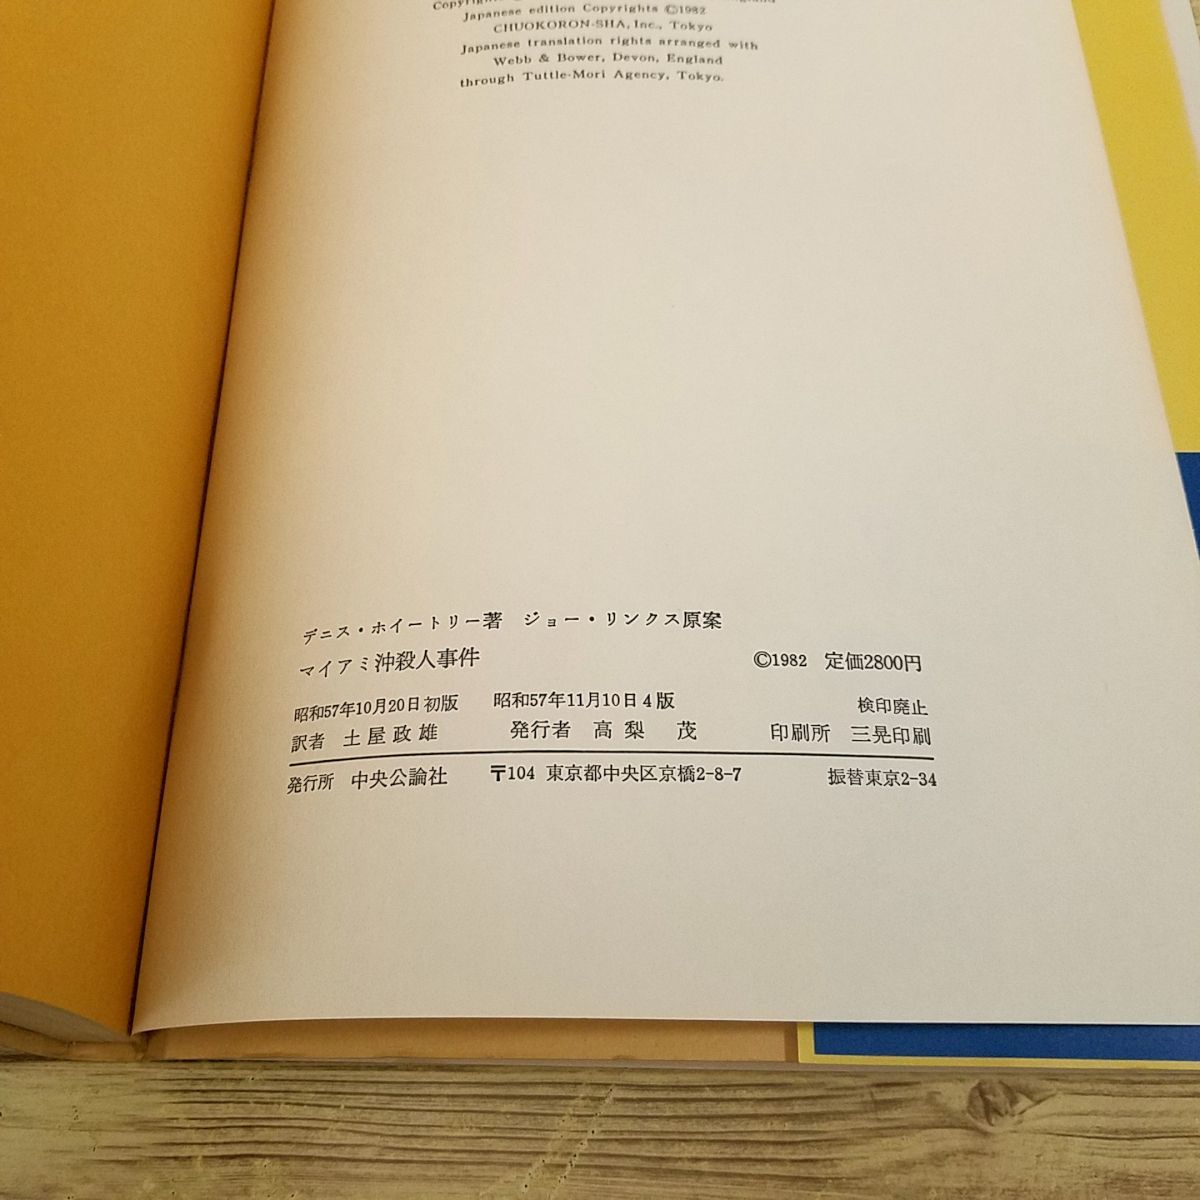 Copyrights
England
Japanese edition Copyrights ©1982
CHUOKORON-SHA, Inc., Tokyo
Japanese translation rights arranged with
Webb & Bower, Devon, England
through Tuttle-Mori Agency, Tokyo.
デニス・ホイートリー著 ジョー・リンクス原案
マイアミ沖殺人事件 ©1982 定価2800円
昭和57年10月20日初版 昭和57年11月10日4版 検印廃止
訳者 土屋政雄 発行者 高梨 茂 印刷所 三晃印刷
発行所 中央公論社 〒104 東京都中央区京橋2-8-7 振替東京2-34